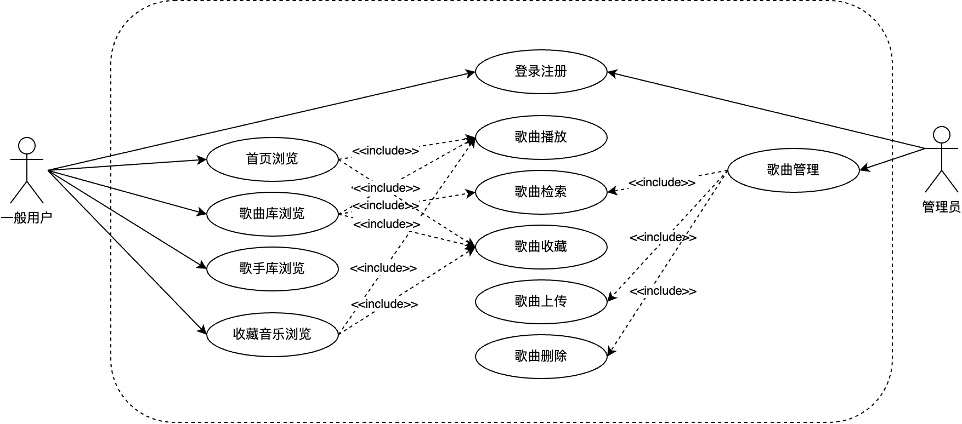 登录注册
首页浏览
<<include>>
歌曲播放
<<include>>
歌曲库浏览
<<include>>
歌曲检索
<<include>>
歌曲管理
<<include>>
一般用户
管理员
歌手库浏览
<<include>>
歌曲收藏
<<include>>
收藏音乐浏览
<<include>>
歌曲上传
<<include>>
歌曲删除